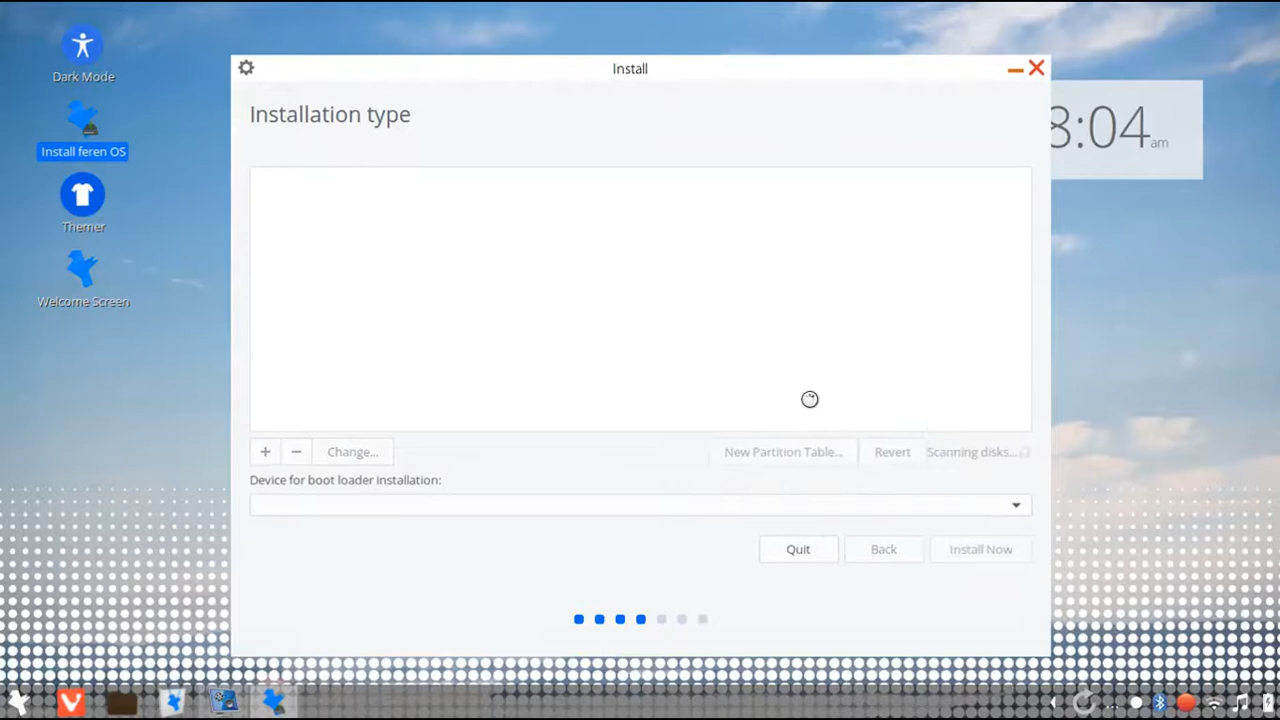 Dark Mode
Install feren OS
Themer
Welcome Screen
Install
8:04 am
Installation type
+ − Change...
New Partition Table... Revert Scanning disks...
Device for boot loader installation:
Quit Back Install Now